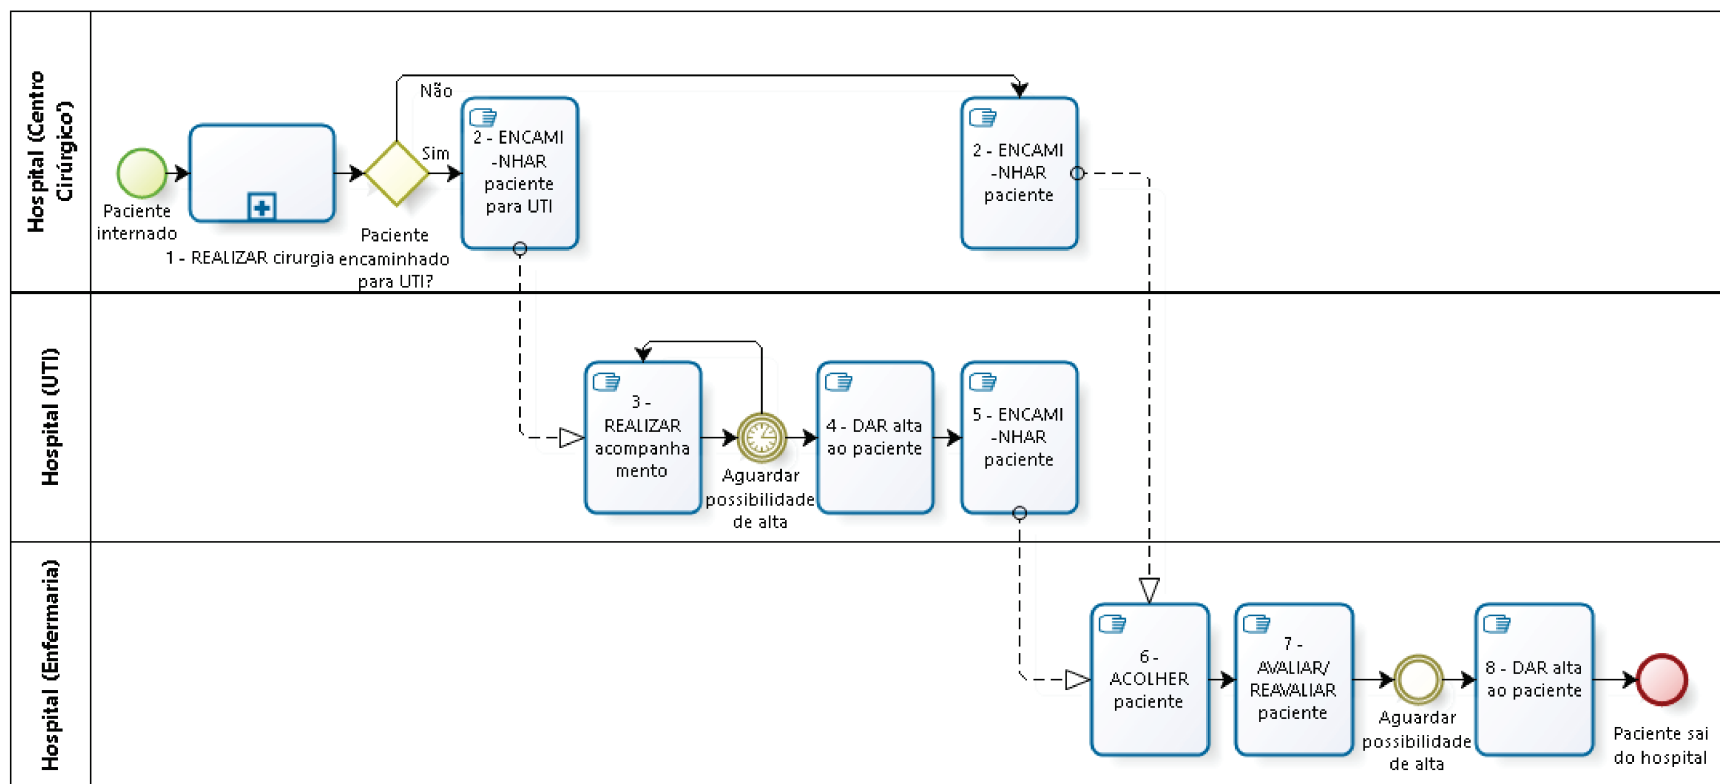 Hospital (Centro
Cirúrgico)
Paciente
internado
1 - REALIZAR cirurgia
Paciente
encaminhado
para UTI?
Não
Sim
2 - ENCAMI
-NHAR
paciente
para UTI
2 - ENCAMI
-NHAR
paciente
Hospital (UTI)
3 -
REALIZAR
acompanha
mento
Aguardar
possibilidade
de alta
4 - DAR alta
ao paciente
5 - ENCAMI
-NHAR
paciente
Hospital (Enfermaria)
6 -
ACOLHER
paciente
7 -
AVALIAR/
REAVALIAR
paciente
Aguardar
possibilidade
de alta
8 - DAR alta
ao paciente
Paciente sai
do hospital